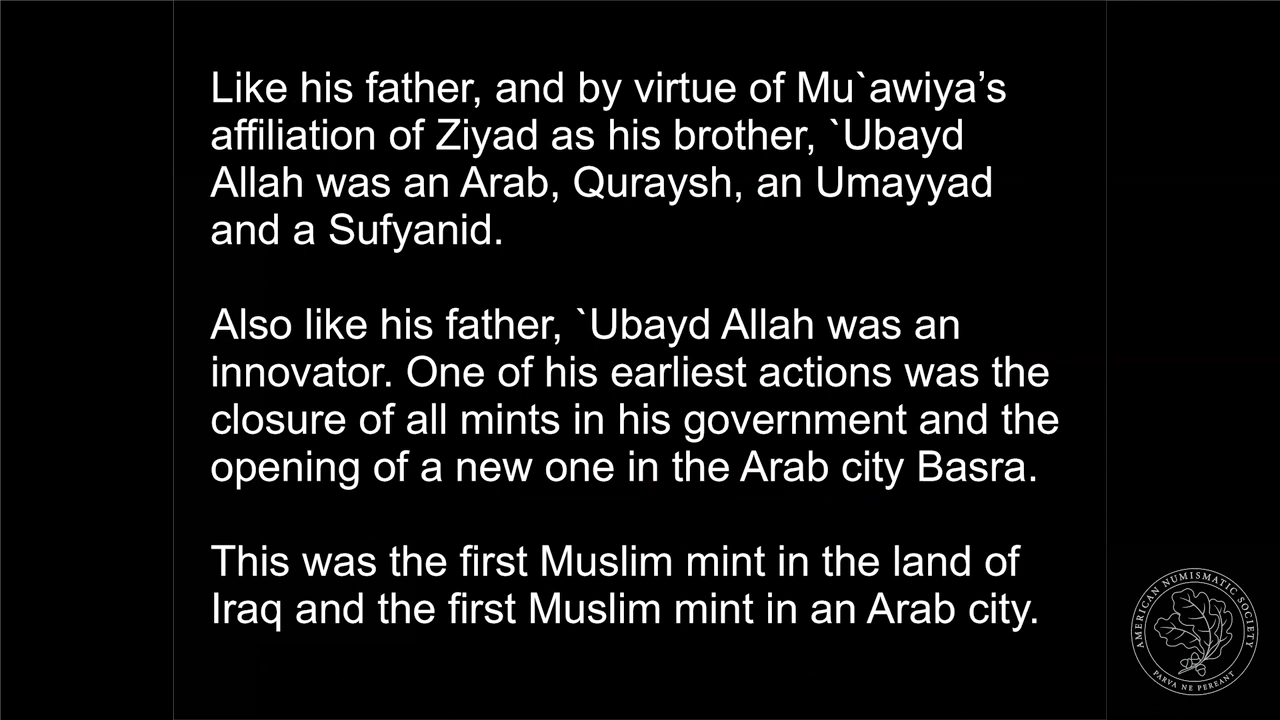 Like his father, and by virtue of Mu`awiya’s
affiliation of Ziyad as his brother, `Ubayd
Allah was an Arab, Quraysh, an Umayyad
and a Sufyanid.
Also like his father, `Ubayd Allah was an
innovator. One of his earliest actions was the
closure of all mints in his government and the
opening of a new one in the Arab city Basra.
This was the first Muslim mint in the land of
Iraq and the first Muslim mint in an Arab city.
AMERICAN NUMISMATIC SOCIETY
PARVA NE PEREANT